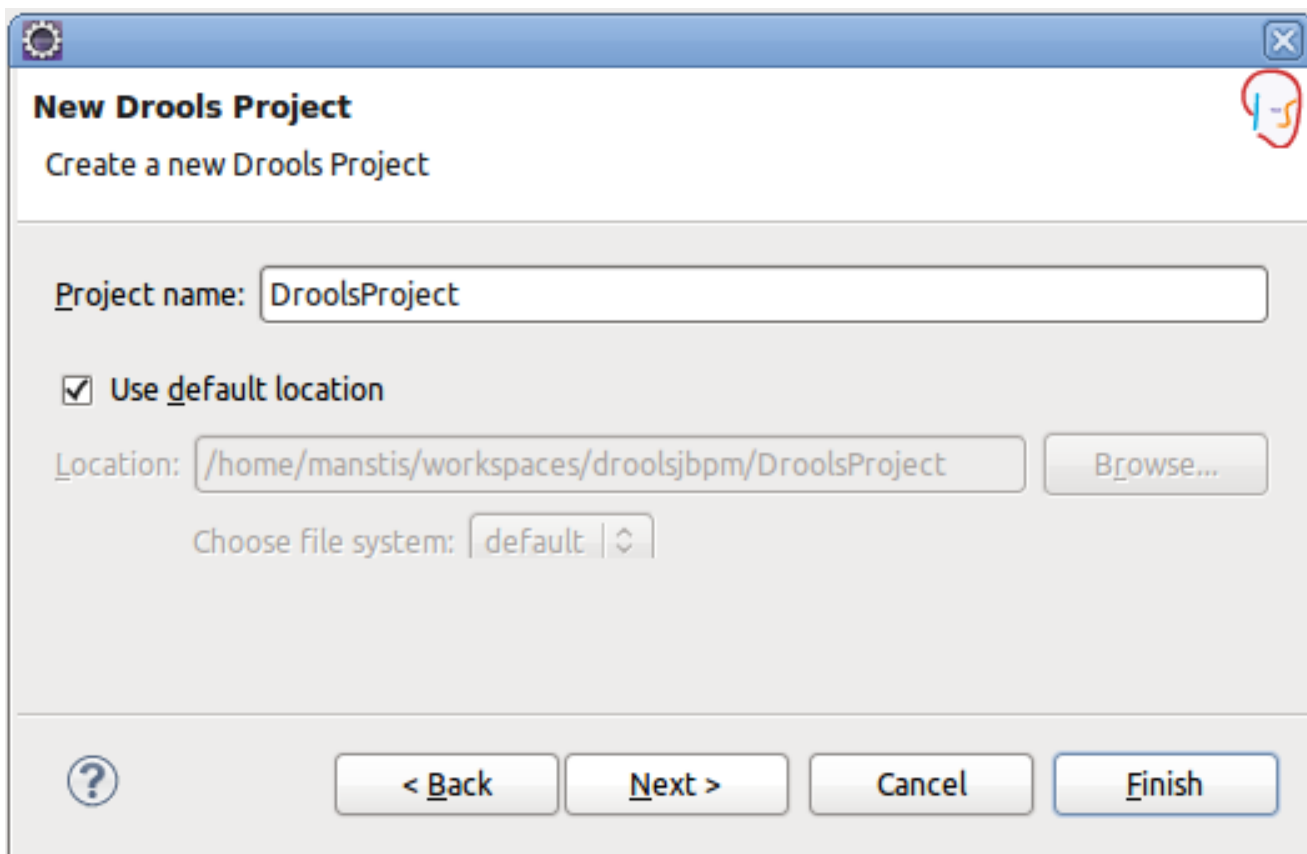 New Drools Project
Create a new Drools Project
Project name: DroolsProject
Use default location
Location: /home/manstis/workspaces/droolsjbpm/DroolsProject Browse...
Choose file system: default
? < Back Next > Cancel Finish